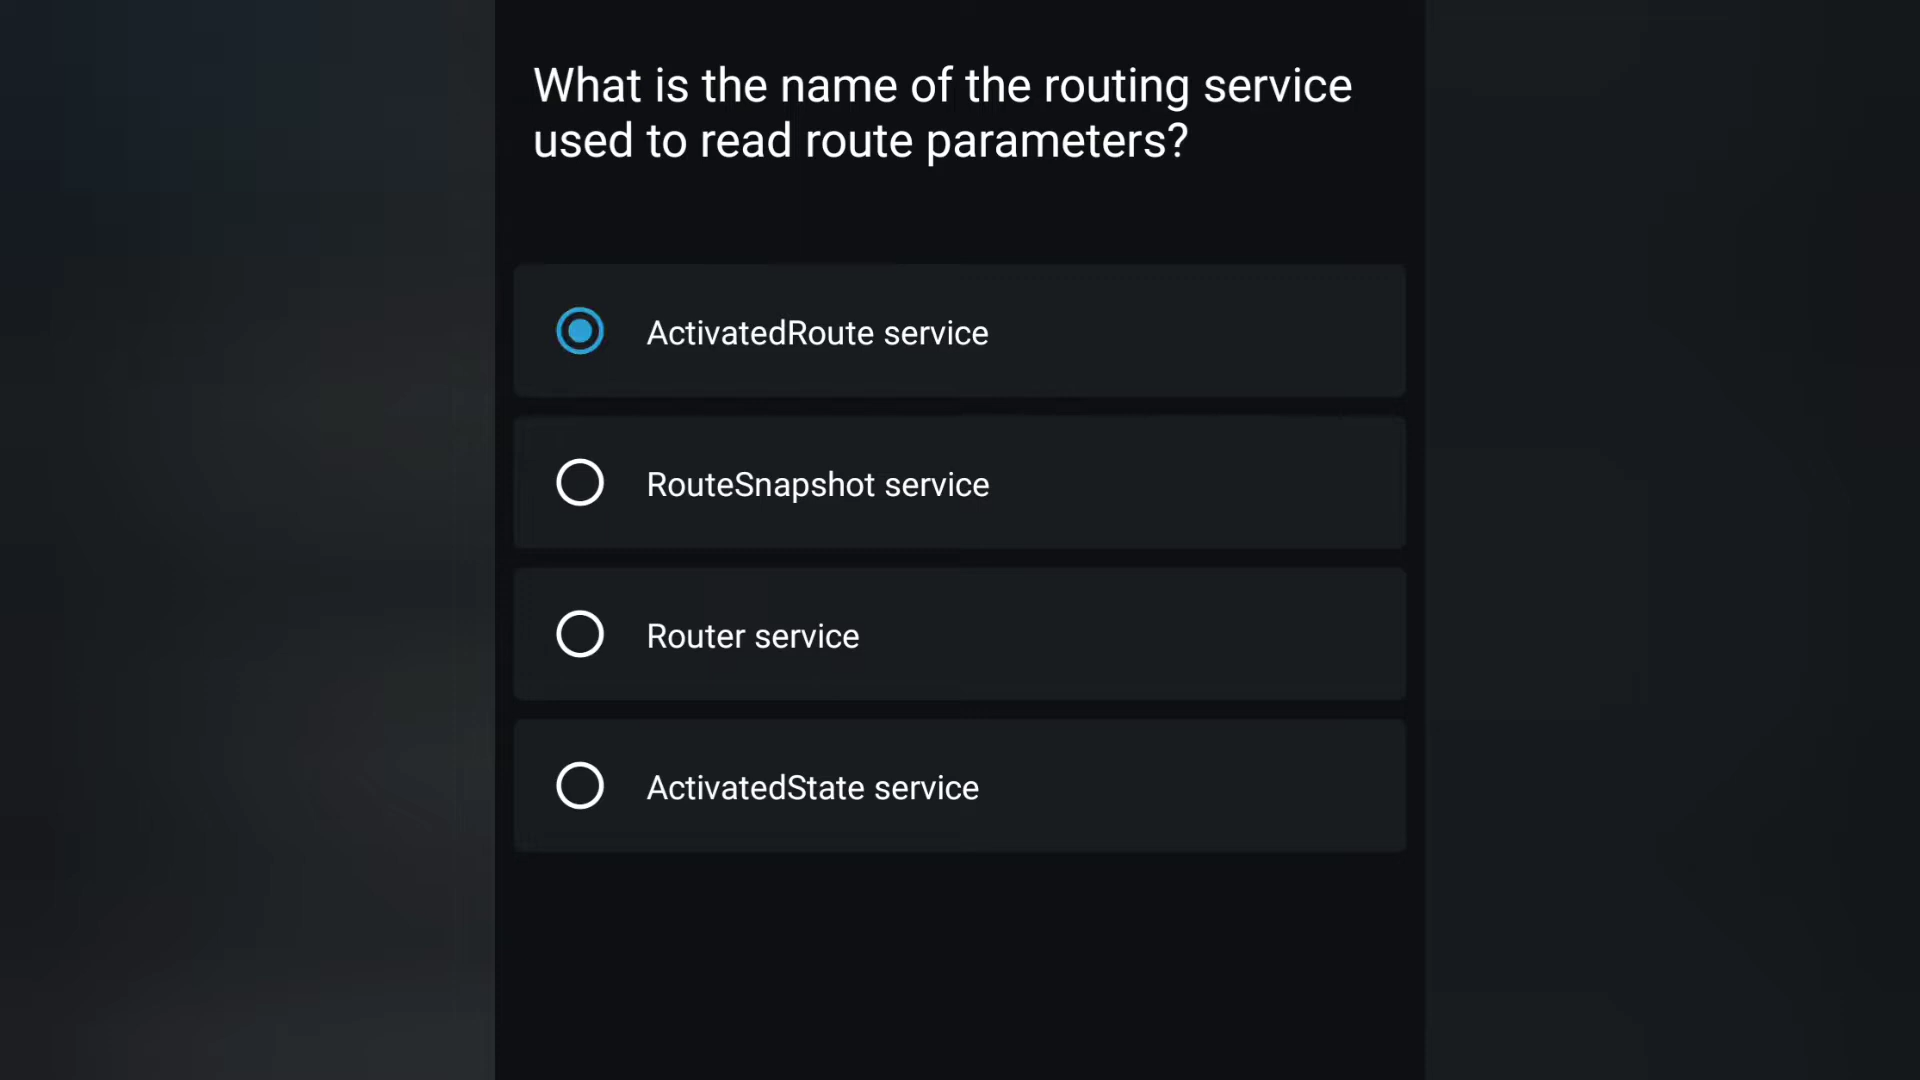 What is the name of the routing service
used to read route parameters?
ActivatedRoute service
RouteSnapshot service
Router service
ActivatedState service